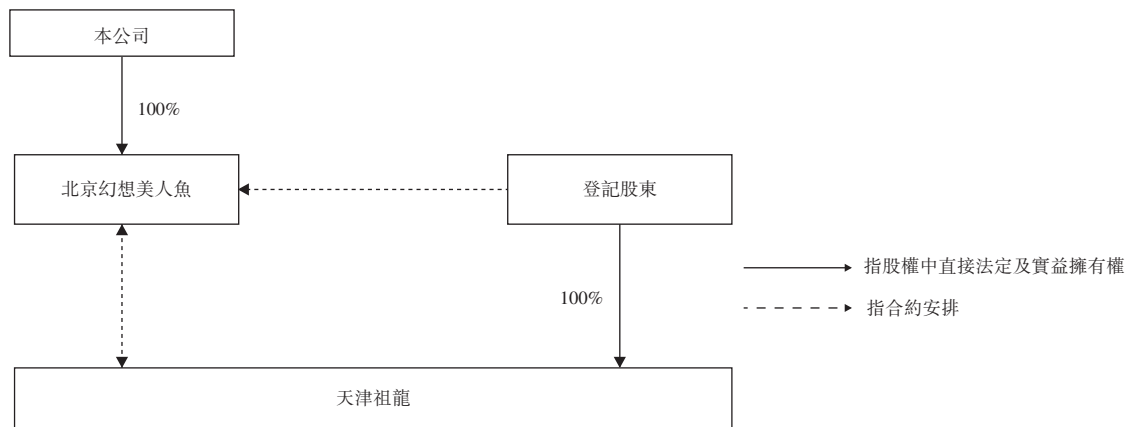 本公司
100%
北京幻想美人魚
登記股東
指股權中直接法定及實益擁有權
100%
指合約安排
天津祖龍